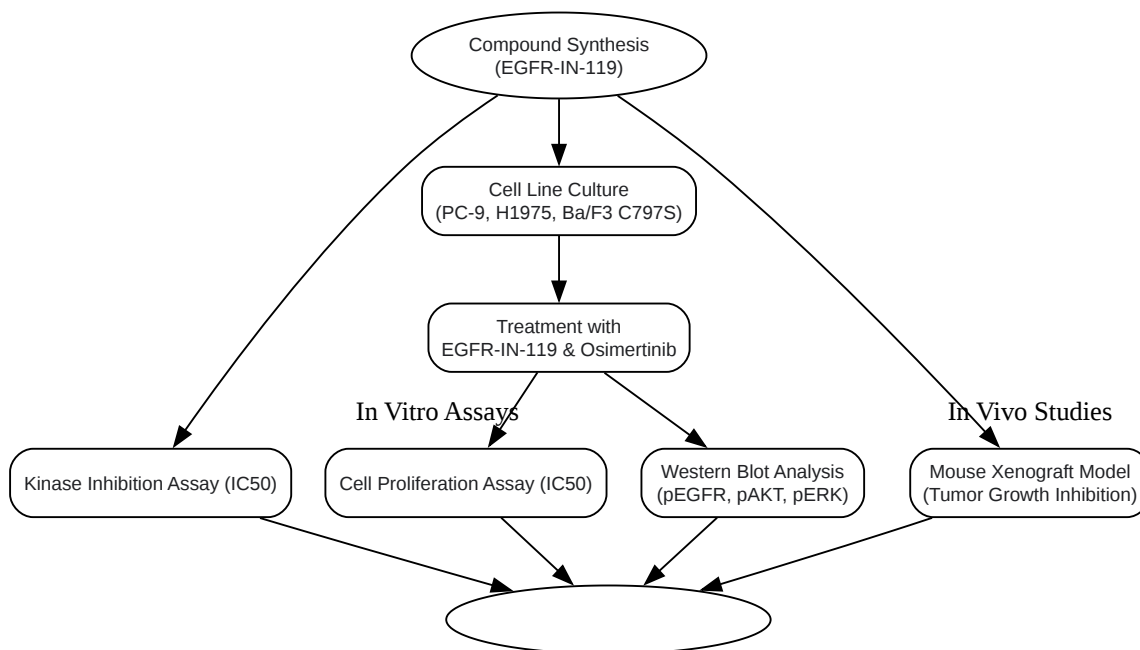 Compound Synthesis
(EGFR-IN-119)
Cell Line Culture
(PC-9, H1975, Ba/F3 C797S)
Treatment with
EGFR-IN-119 & Osimertinib
In Vitro Assays
In Vivo Studies
Kinase Inhibition Assay (IC50)
Cell Proliferation Assay (IC50)
Western Blot Analysis
(pEGFR, pAKT, pERK)
Mouse Xenograft Model
(Tumor Growth Inhibition)